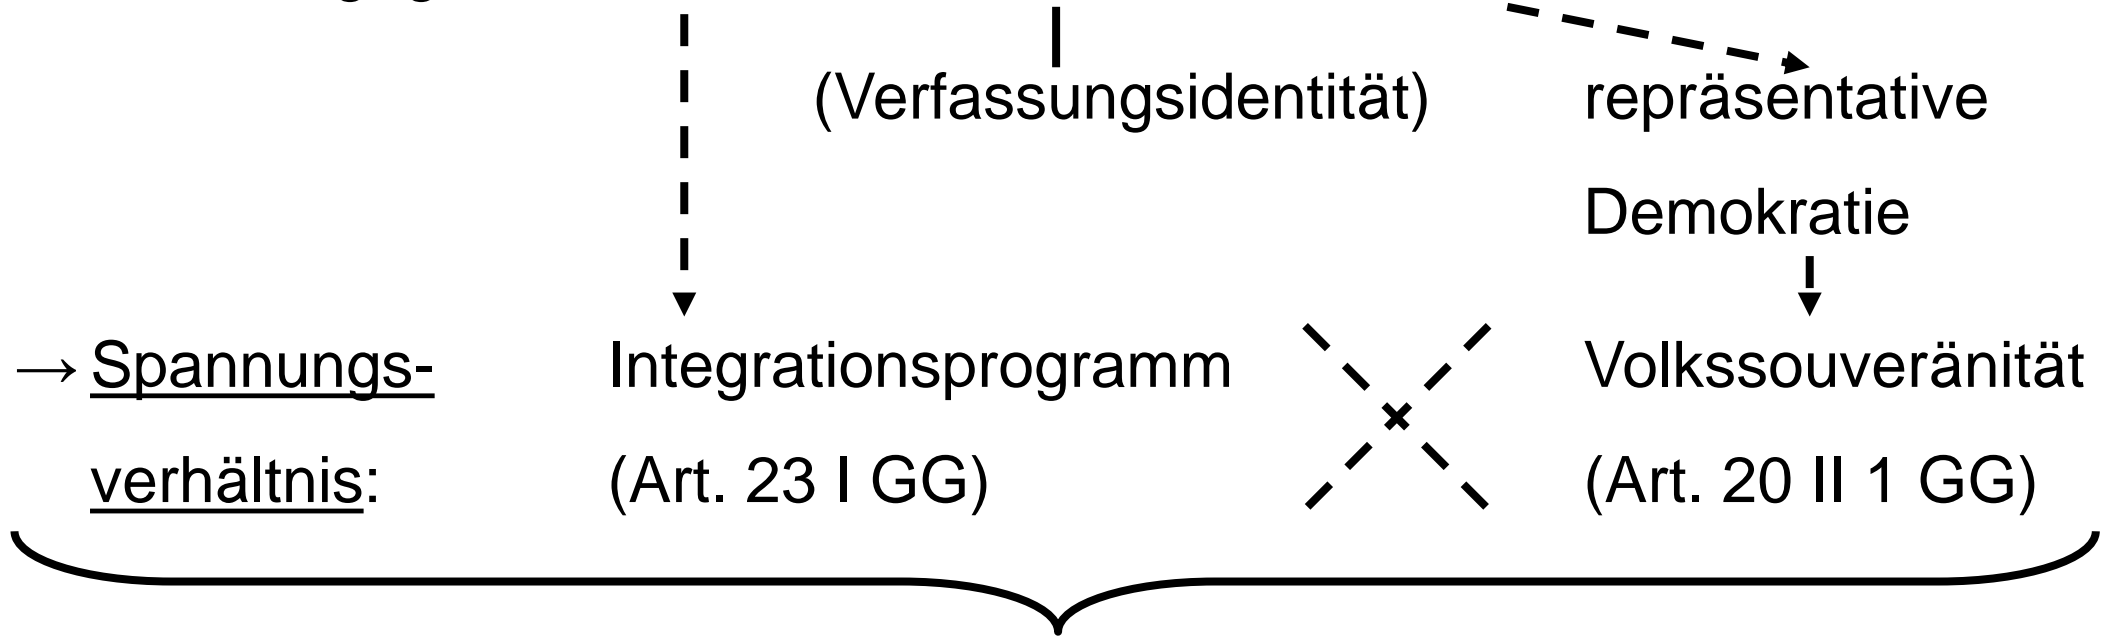 (Verfassungsidentität) repräsentative
Demokratie
→ Spannungs- Integrationsprogramm Volkssouveränität
verhältnis: (Art. 23 I GG) (Art. 20 II 1 GG)